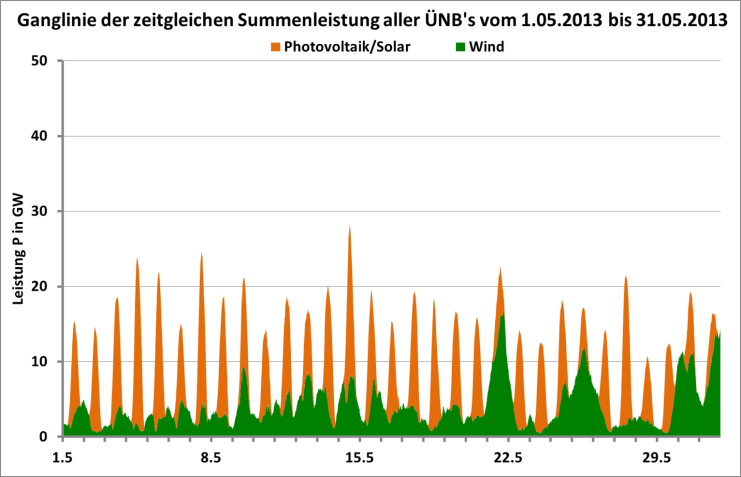 Ganglinie der zeitgleichen Summenleistung aller ÜNB's vom 1.05.2013 bis 31.05.2013
Photovoltaik/Solar Wind
50
40
30
20
10
0
Leistung P in GW
1.5 8.5 15.5 22.5 29.5